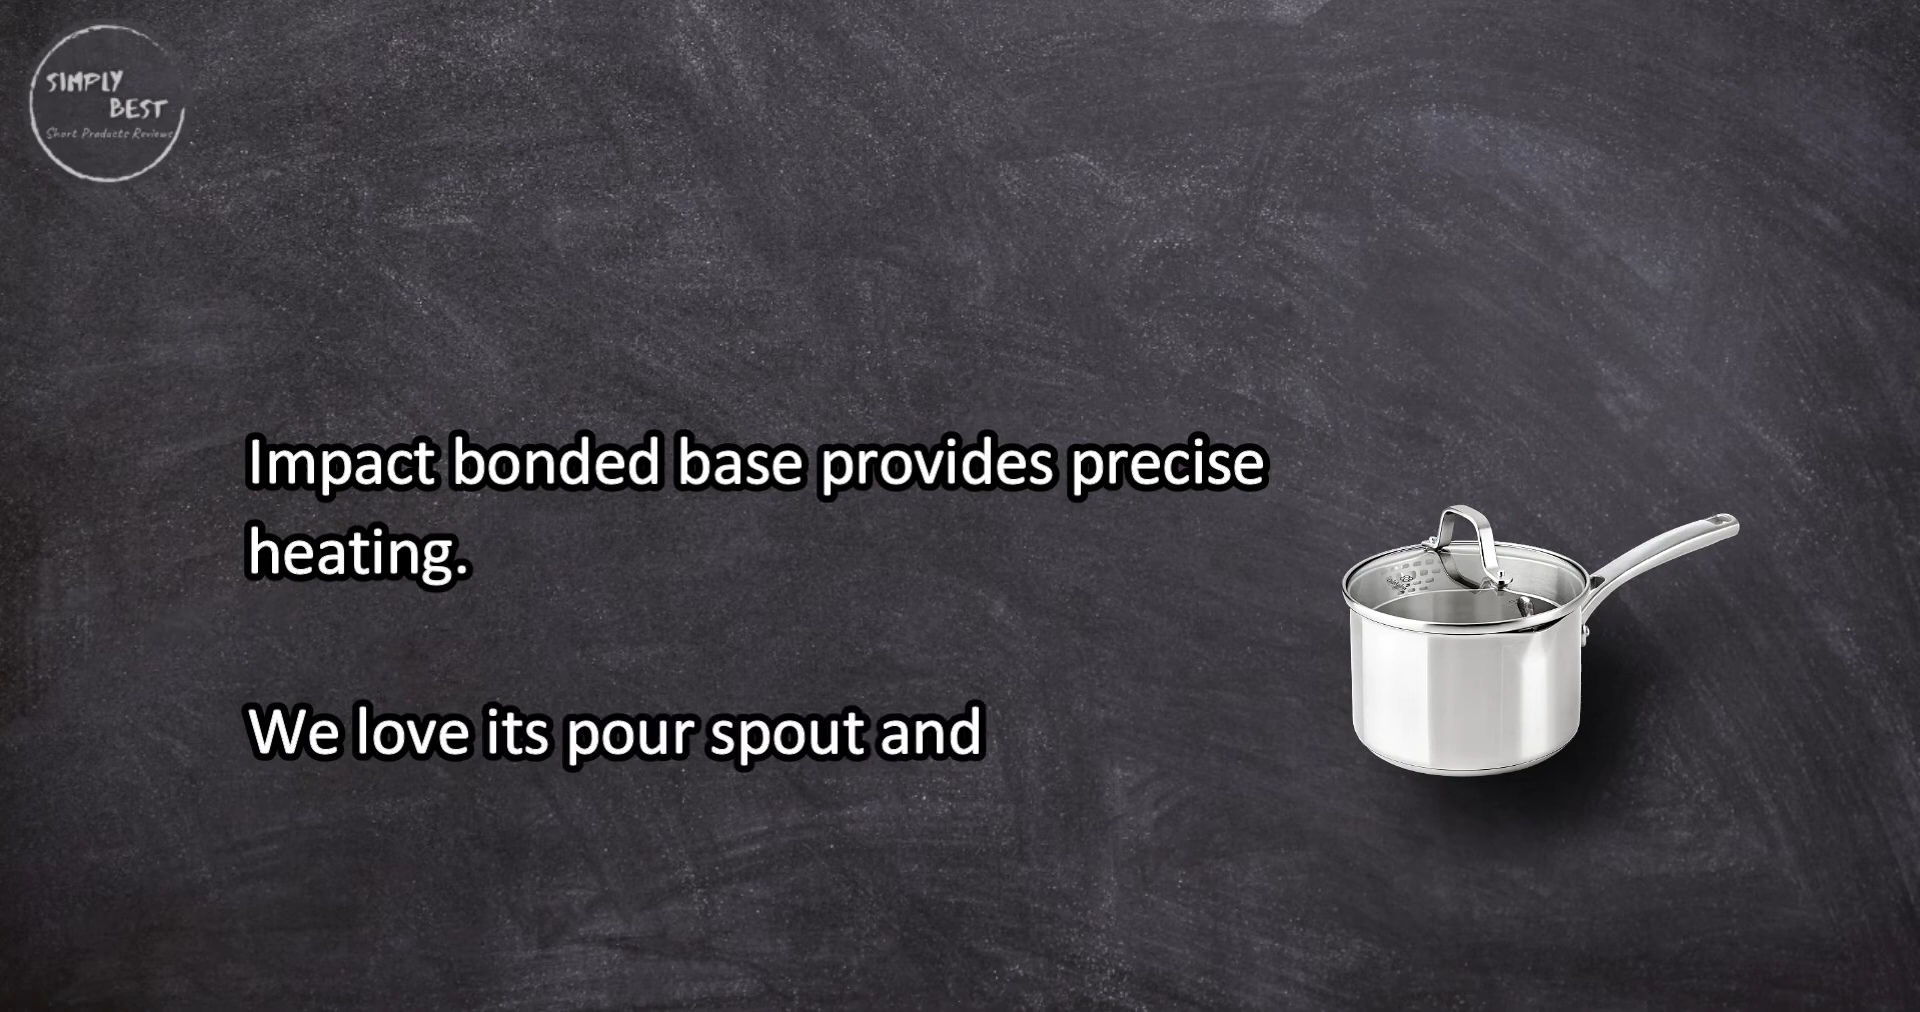 SIMPLY
BEST
Short Products Reviews
Impact bonded base provides precise
heating.
We love its pour spout and